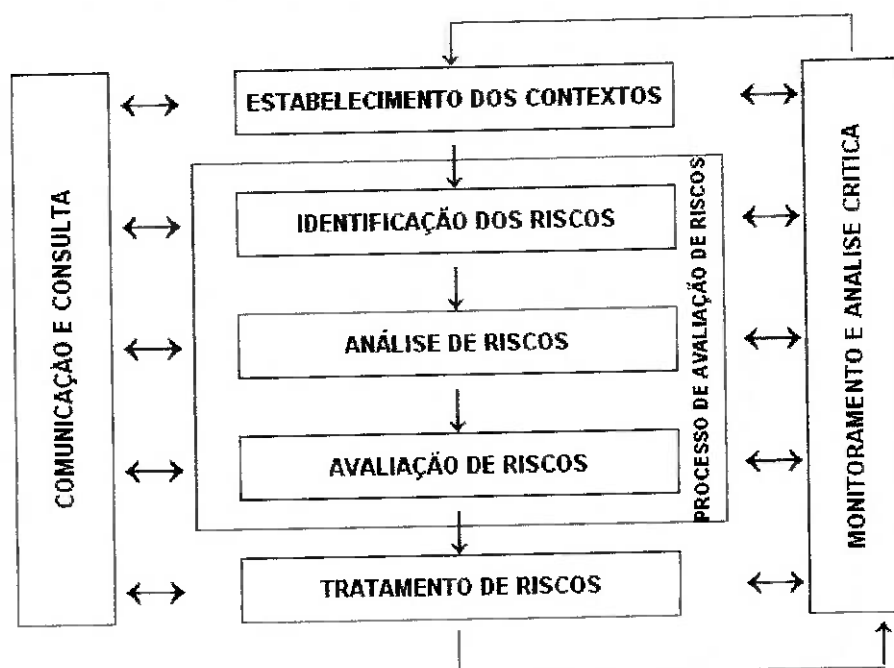 ESTABELECIMENTO DOS CONTEXTOS
IDENTIFICAÇÃO DOS RISCOS
ANÁLISE DE RISCOS
AVALIAÇÃO DE RISCOS
TRATAMENTO DE RISCOS
COMUNICAÇÃO E CONSULTA
PROCESSO DE AVALIAÇÃO DE RISCOS
MONITORAMENTO E ANALISE CRITICA